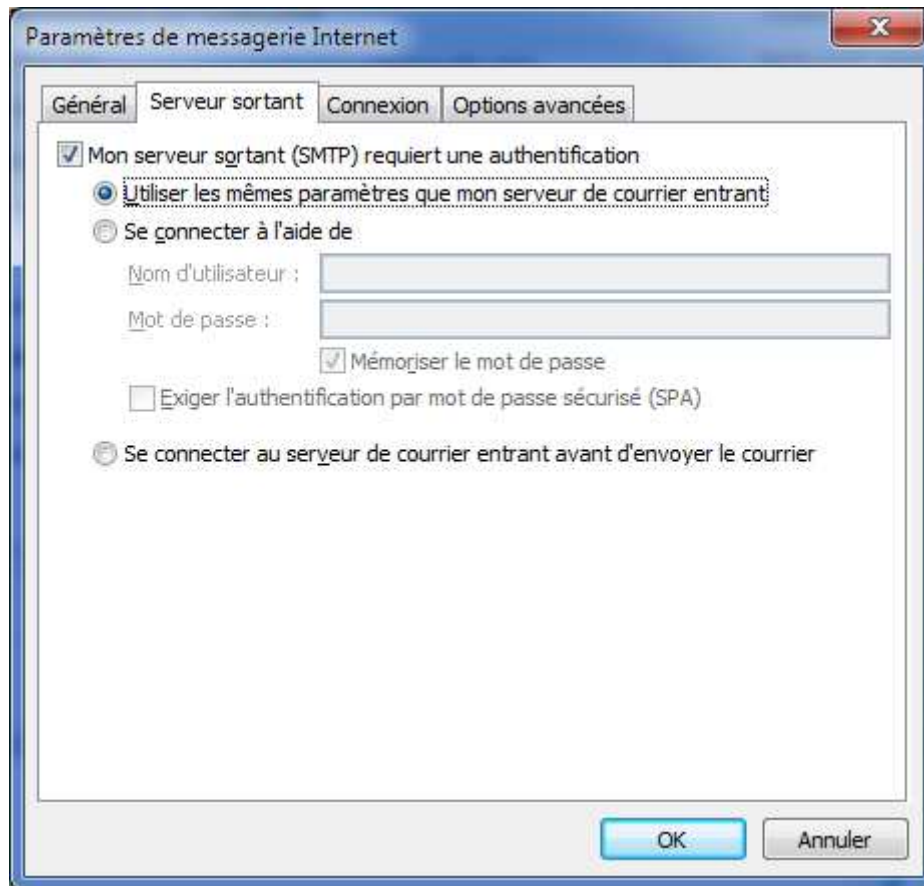 Paramètres de messagerie Internet
Général Serveur sortant Connexion Options avancées
Mon serveur sortant (SMTP) requiert une authentification
Utiliser les mêmes paramètres que mon serveur de courrier entrant
Se connecter à l'aide de
Nom d'utilisateur :
Mot de passe :
Mémoriser le mot de passe
Exiger l'authentification par mot de passe sécurisé (SPA)
Se connecter au serveur de courrier entrant avant d'envoyer le courrier
OK Annuler